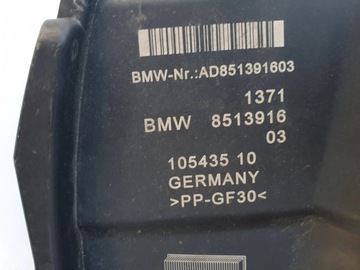 BMW-Nr.:AD851391603
1371
BMW 8513916
03
105435 10
GERMANY
>PP-GF30<